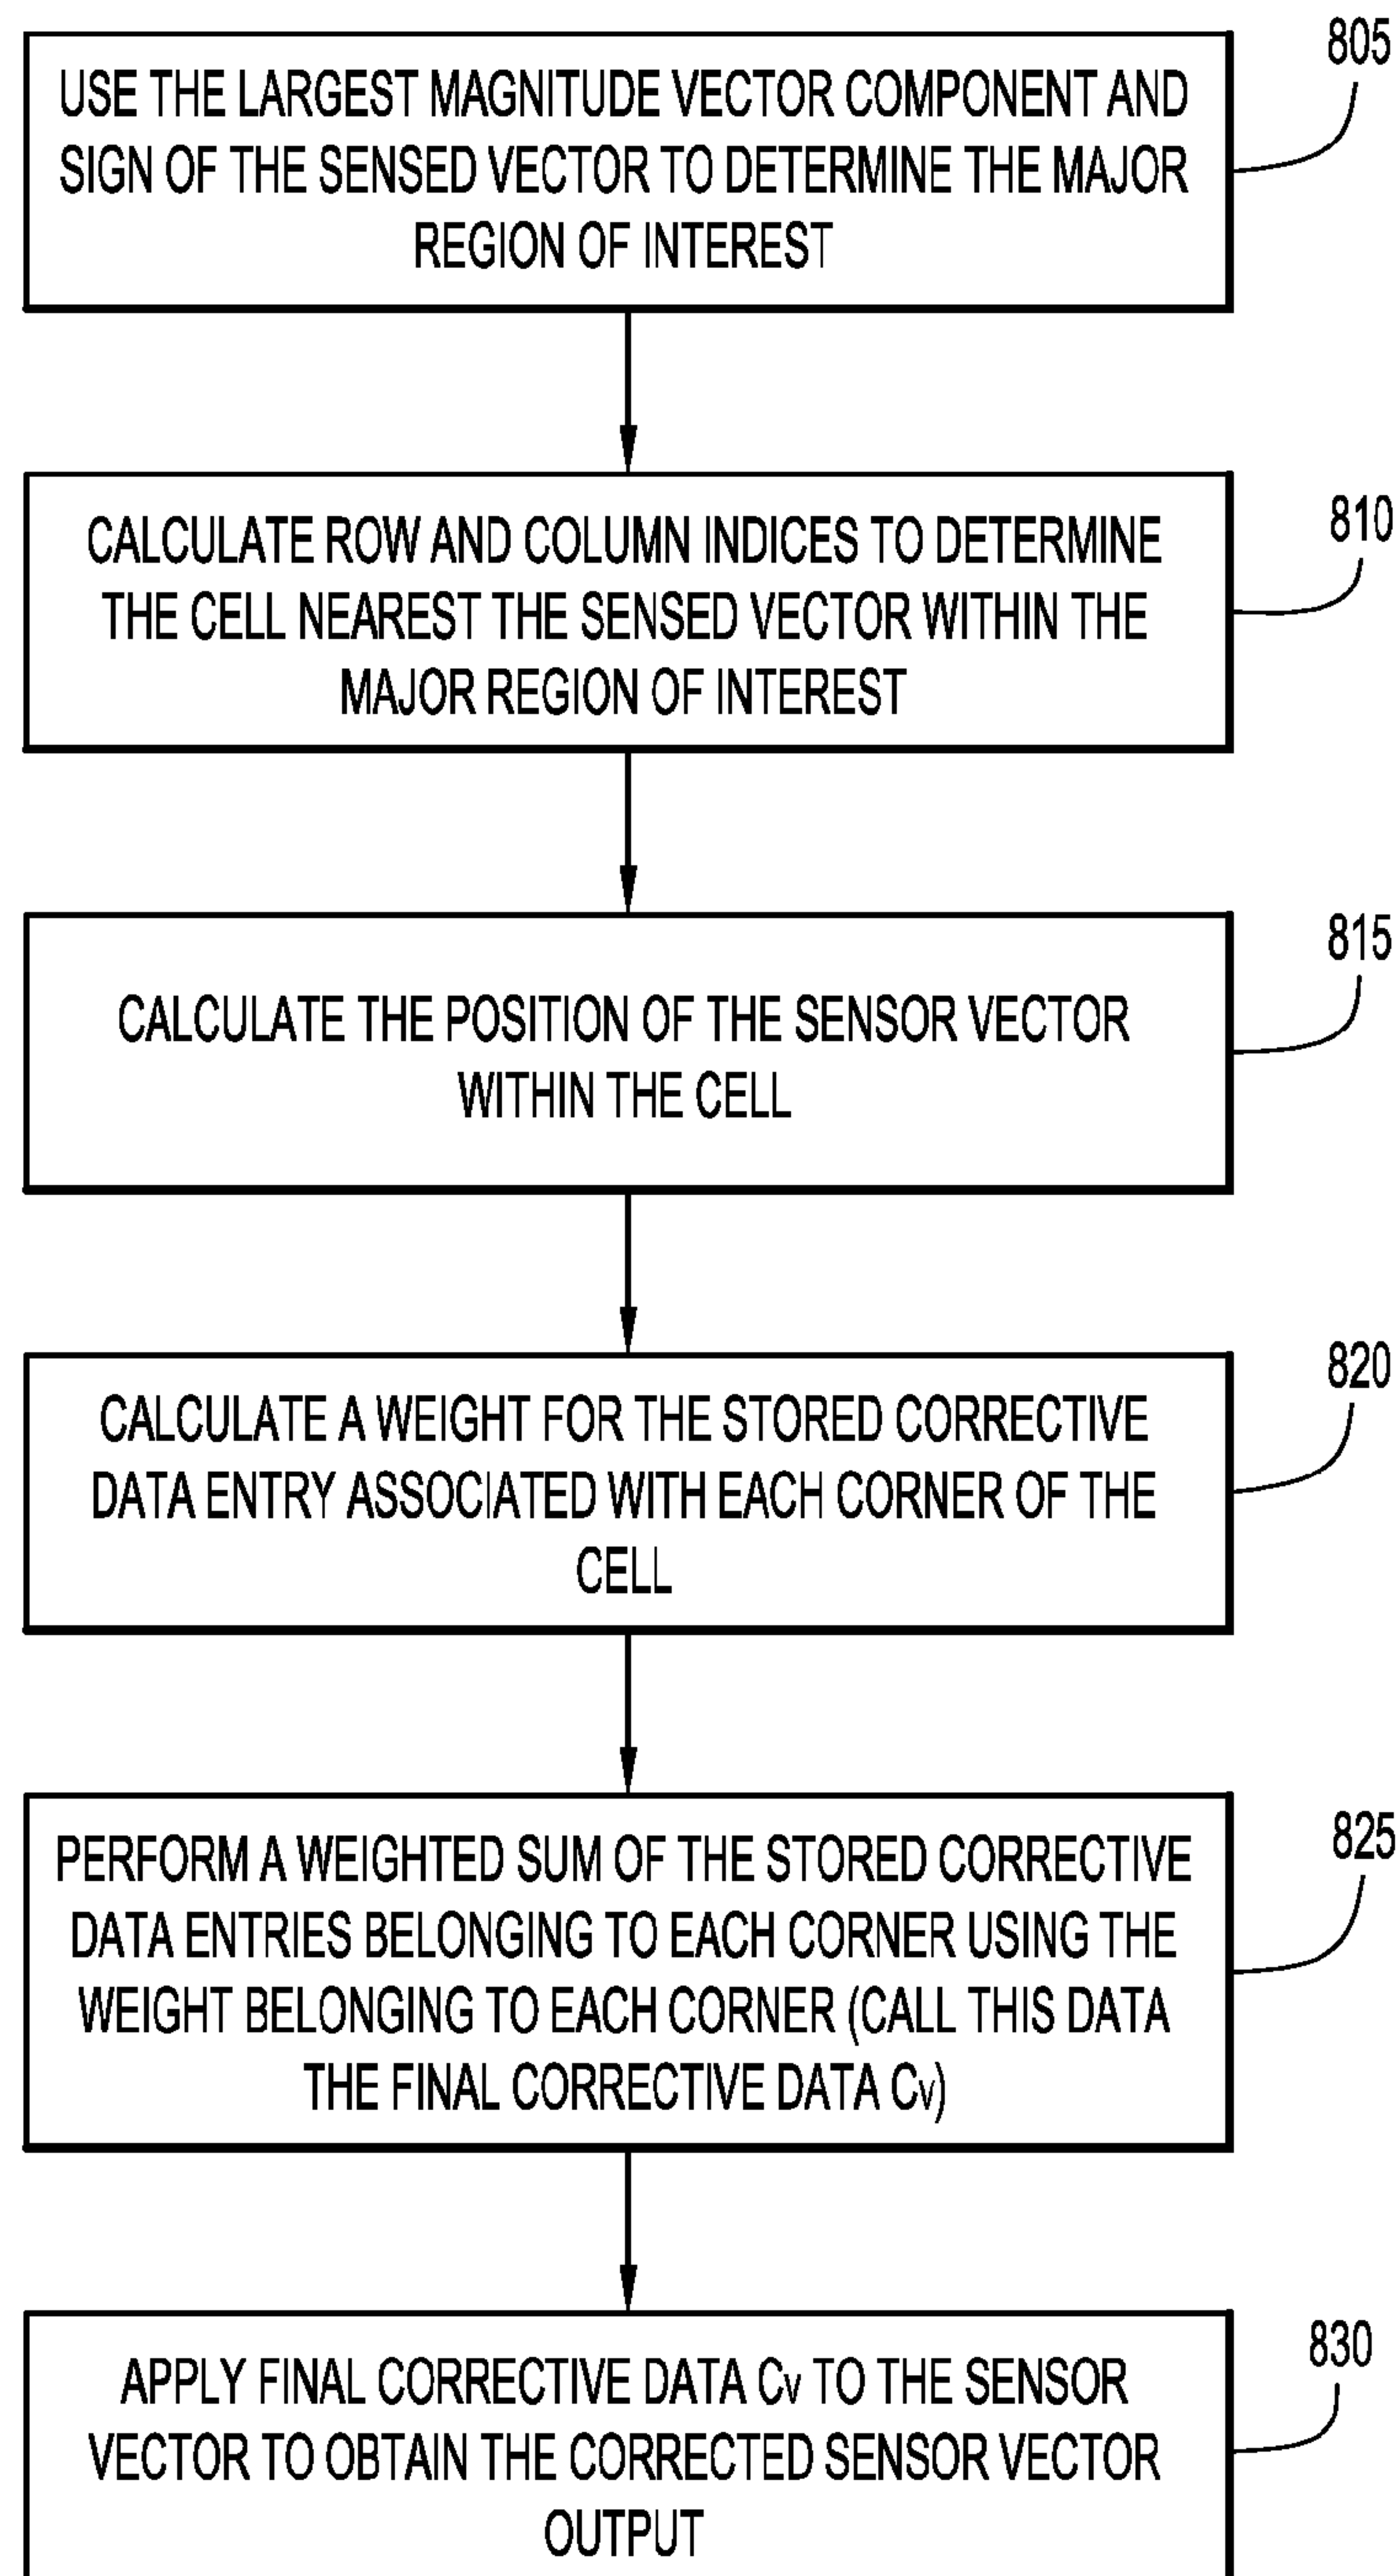 805
USE THE LARGEST MAGNITUDE VECTOR COMPONENT AND
SIGN OF THE SENSED VECTOR TO DETERMINE THE MAJOR
REGION OF INTEREST
810
CALCULATE ROW AND COLUMN INDICES TO DETERMINE
THE CELL NEAREST THE SENSED VECTOR WITHIN THE
MAJOR REGION OF INTEREST
815
CALCULATE THE POSITION OF THE SENSOR VECTOR
WITHIN THE CELL
820
CALCULATE A WEIGHT FOR THE STORED CORRECTIVE
DATA ENTRY ASSOCIATED WITH EACH CORNER OF THE
CELL
825
PERFORM A WEIGHTED SUM OF THE STORED CORRECTIVE
DATA ENTRIES BELONGING TO EACH CORNER USING THE
WEIGHT BELONGING TO EACH CORNER (CALL THIS DATA
THE FINAL CORRECTIVE DATA Cv)
830
APPLY FINAL CORRECTIVE DATA Cv TO THE SENSOR
VECTOR TO OBTAIN THE CORRECTED SENSOR VECTOR
OUTPUT